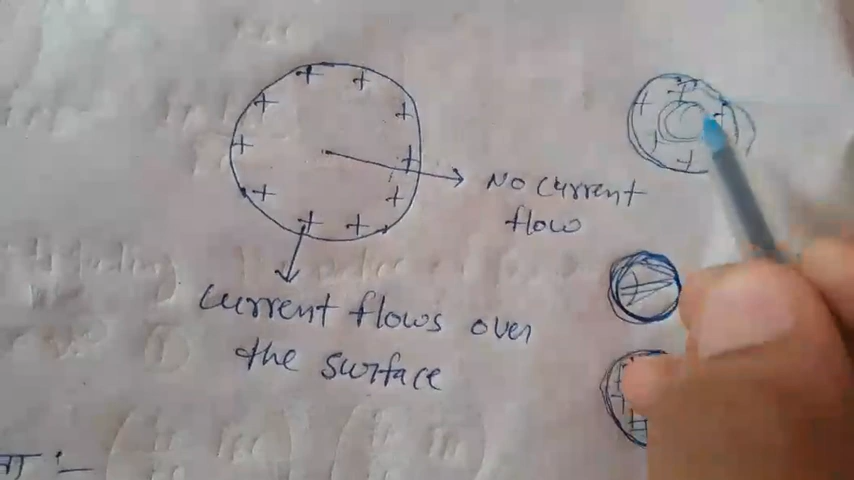 No current
flow
current flows over
the surface